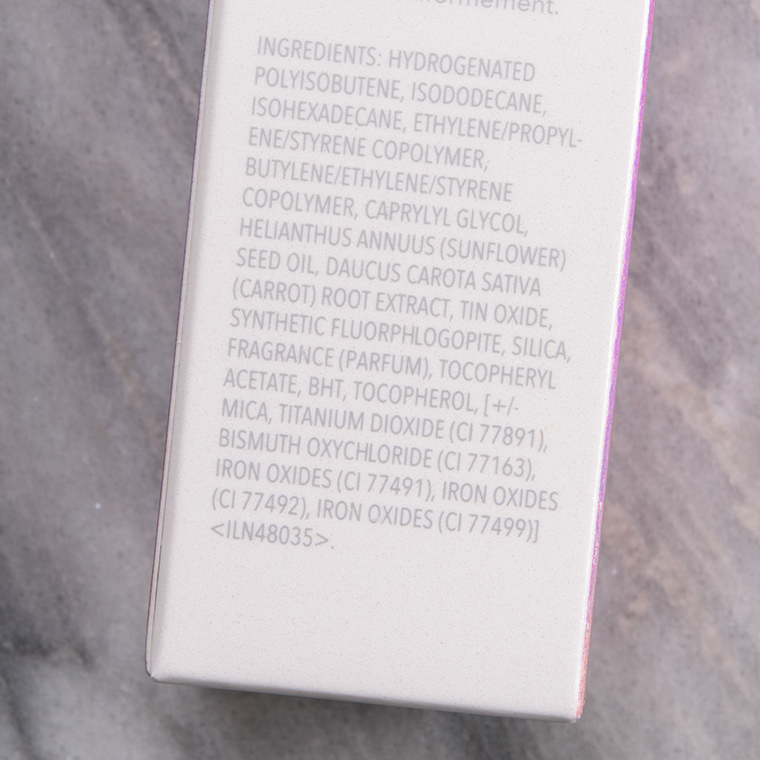 INGREDIENTS: HYDROGENATED
POLYISOBUTENE, ISODODECANE,
ISOHEXADECANE, ETHYLENE/PROPYL-
ENE/STYRENE COPOLYMER,
BUTYLENE/ETHYLENE/STYRENE
COPOLYMER, CAPRYLYL GLYCOL,
HELIANTHUS ANNUUS (SUNFLOWER)
SEED OIL, DAUCUS CAROTA SATIVA
(CARROT) ROOT EXTRACT, TIN OXIDE,
SYNTHETIC FLUORPHLOGOPITE, SILICA,
FRAGRANCE (PARFUM), TOCOPHERYL
ACETATE, BHT, TOCOPHEROL, [+/-
MICA, TITANIUM DIOXIDE (CI 77891),
BISMUTH OXYCHLORIDE (CI 77163),
IRON OXIDES (CI 77491), IRON OXIDES
(CI 77492), IRON OXIDES (CI 77499)]
<ILN48035>.